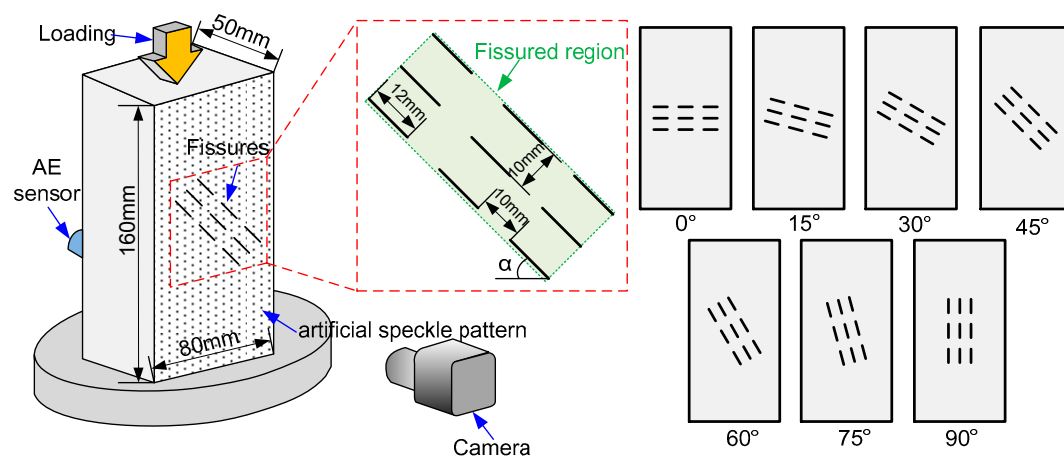 Loading
50mm
Fissures
AE
sensor
160mm
80mm
artificial speckle pattern
Camera
Fissured region
12mm
10mm
10mm
α
0°
15°
30°
45°
60°
75°
90°